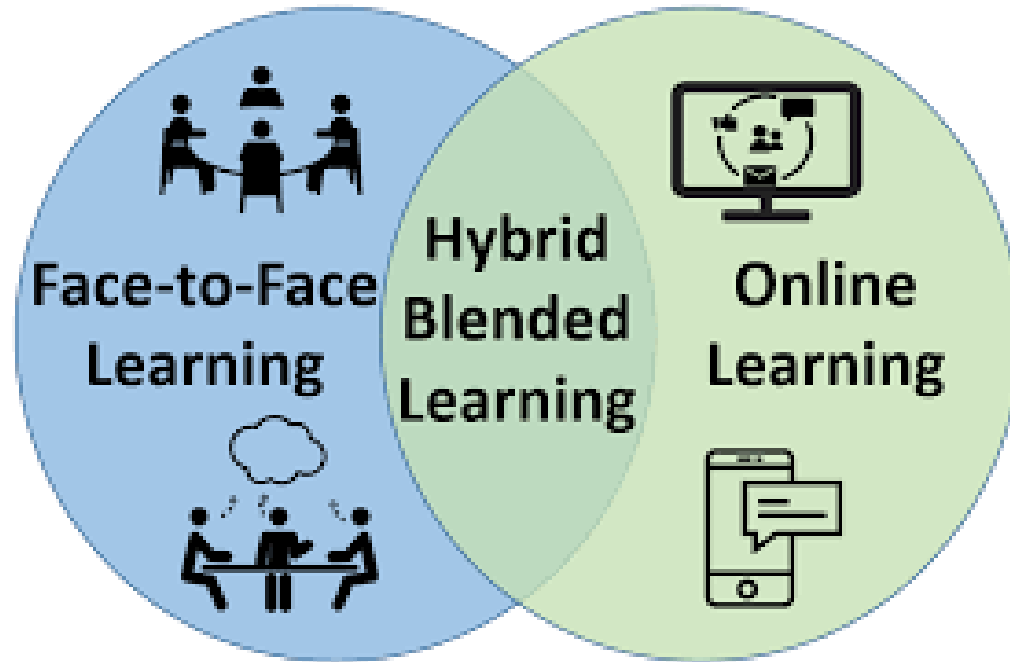 Face-to-Face
Learning
Hybrid
Blended
Learning
Online
Learning